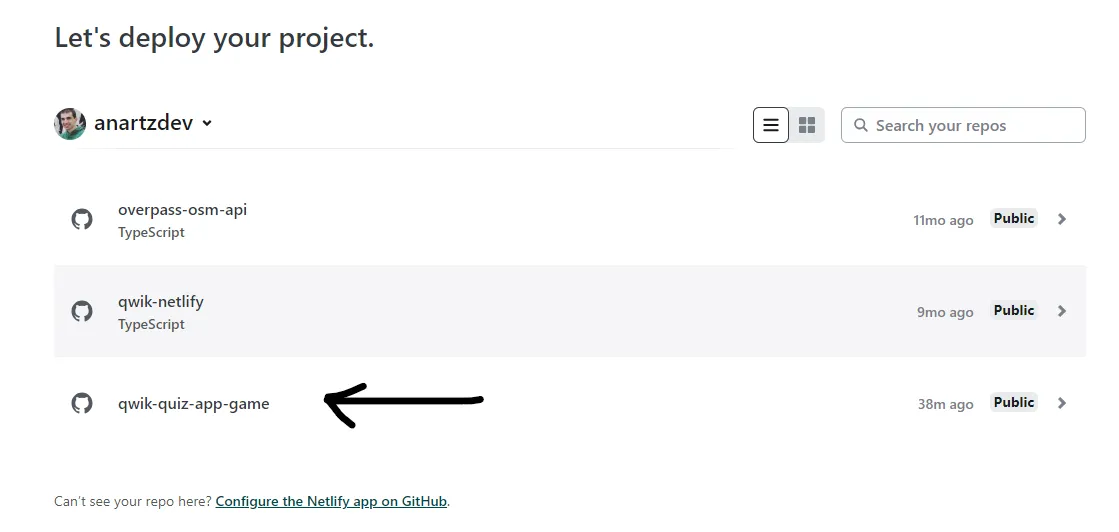 Let's deploy your project.
anartzdev
Search your repos
overpass-osm-api
TypeScript
11mo ago
Public
qwik-netlify
TypeScript
9mo ago
Public
qwik-quiz-app-game
38m ago
Public
Can't see your repo here? Configure the Netlify app on GitHub.